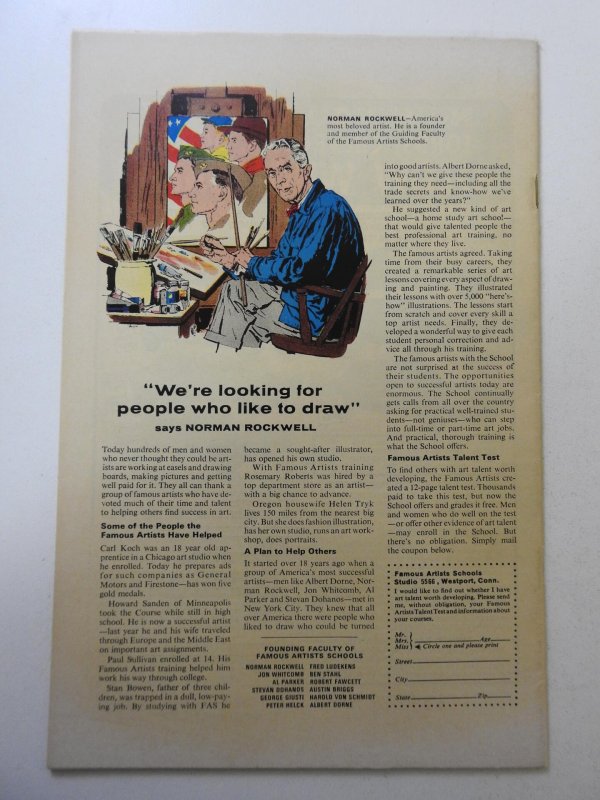 NORMAN ROCKWELL—America's
most beloved artist. He is a founder
and member of the Guiding Faculty
of the Famous Artists Schools.
"We're looking for
people who like to draw"
says NORMAN ROCKWELL
Today hundreds of men and women
who never thought they could be art-
ists are working at easels and drawing
boards, making pictures and getting
well paid for it. They all can thank a
group of famous artists who have de-
voted much of their time and talent
to helping others find success in art.
Some of the People the
Famous Artists Have Helped
Carl Koch was an 18 year old ap-
prentice in a Chicago art studio when
he enrolled. Today he prepares ads
for such companies as General
Motors and Firestone—has won five
gold medals.
Howard Sanden of Minneapolis
took the Course while still in high
school. He is now a successful artist
—last year he and his wife traveled
through Europe and the Middle East
on important art assignments.
Paul Sullivan enrolled at 14. His
Famous Artists training helped him
work his way through college.
Stan Bowen, father of three chil-
dren, was trapped in a dull, low-pay-
ing job. By studying with FAS he
became a sought-after illustrator,
has opened his own studio.
With Famous Artists training
Rosemary Roberts was hired by a
top department store as an artist—
with a big chance to advance.
Oregon housewife Helen Tryk
lives 150 miles from the nearest big
city. But she does fashion illustration,
has her own studio, runs an art work-
shop, does portraits.
A Plan to Help Others
It started over 18 years ago when a
group of America's most successful
artists—men like Albert Dorne, Nor-
man Rockwell, Jon Whitcomb, Al
Parker and Stevan Dohanos—met in
New York City. They knew that all
over America there were people who
liked to draw who could be turned
FOUNDING FACULTY OF
FAMOUS ARTISTS SCHOOLS
NORMAN ROCKWELL FRED LUDEKENS
JON WHITCOMB BEN STAHL
AL PARKER ROBERT FAWCETT
STEVAN DOHANOS AUSTIN BRIGGS
GEORGE GIUSTI HAROLD VON SCHMIDT
PETER HELCK ALBERT DORNE
into good artists. Albert Dorne asked,
"Why can't we give these people the
training they need—including all the
trade secrets and know-how we've
learned over the years?"
He suggested a new kind of art
school—a home study art school—
that would give talented people the
best professional art training, no
matter where they live.
The famous artists agreed. Taking
time from their busy careers, they
created a remarkable series of art
lessons covering every aspect of draw-
ing and painting. They illustrated
their lessons with over 5,000 "here's-
how" illustrations. The lessons start
from scratch and cover every skill a
top artist needs. Finally, they de-
veloped a wonderful way to give each
student personal correction and ad-
vice all through his training.
The famous artists with the School
are not surprised at the success of
their students. The opportunities
open to successful artists today are
enormous. The School continually
gets calls from all over the country
asking for practical well-trained stu-
dents—not geniuses—who can step
into full-time or part-time art jobs.
And practical, thorough training is
what the School offers.
Famous Artists Talent Test
To find others with art talent worth
developing, the Famous Artists cre-
ated a 12-page talent test. Thousands
paid to take this test, but now the
School offers and grades it free. Men
and women who do well on the test
—or offer other evidence of art talent
—may enroll in the School. But
there's no obligation. Simply mail
the coupon below.
Famous Artists Schools
Studio 5566, Westport, Conn.
I would like to find out whether I have
art talent worth developing. Please send
me, without obligation, your Famous
Artists Talent Test and information about
your courses.
Mr.
Mrs. Age
Miss Circle one and please print
Street
City
State Zip